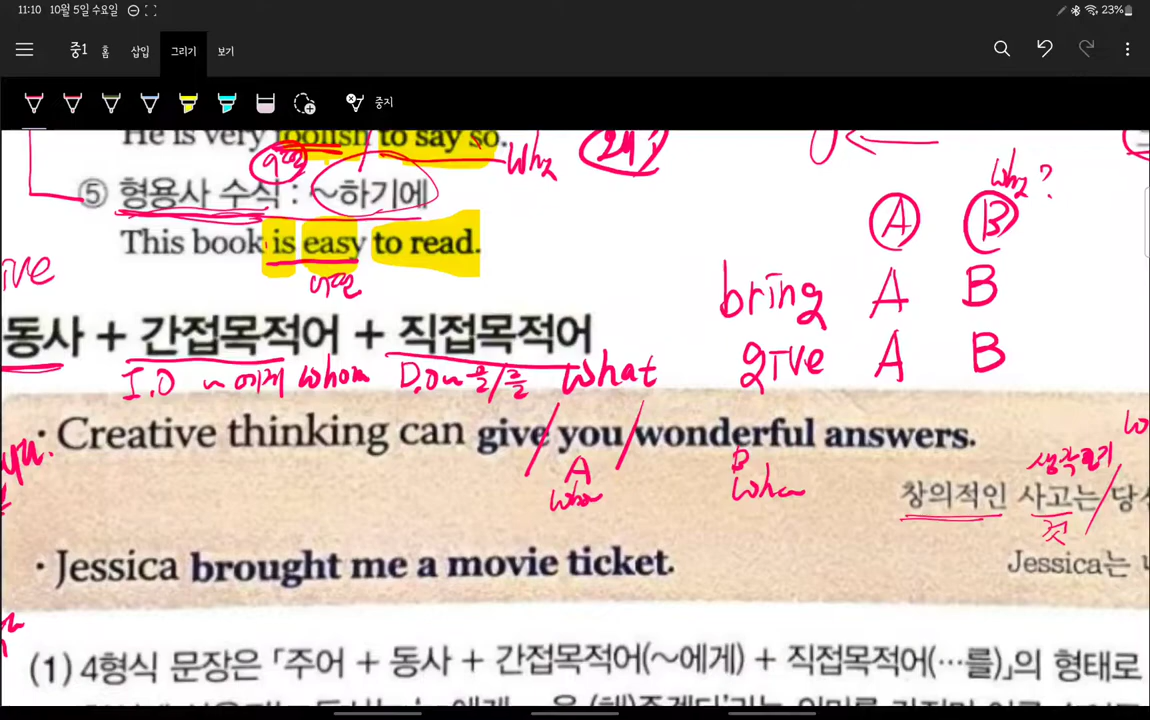 11:10 10월 5일 수요일 23%
중1 홈 삽입 그리기 보기
중지
He is very foolish to say so.
Why
⑤ 형용사 수식 : ~하기에
Why?
A B
This book is easy to read.
bring A B
동사 + 간접목적어 + 직접목적어
give A B
I.O ~에게 whom D.O ~을/를 what
· Creative thinking can give / you / wonderful answers.
you.
A B
창의적인 사고는 / 당신
것
· Jessica brought me a movie ticket.
Jessica는
(1) 4형식 문장은 「주어 + 동사 + 간접목적어(~에게) + 직접목적어(…를)」의 형태로